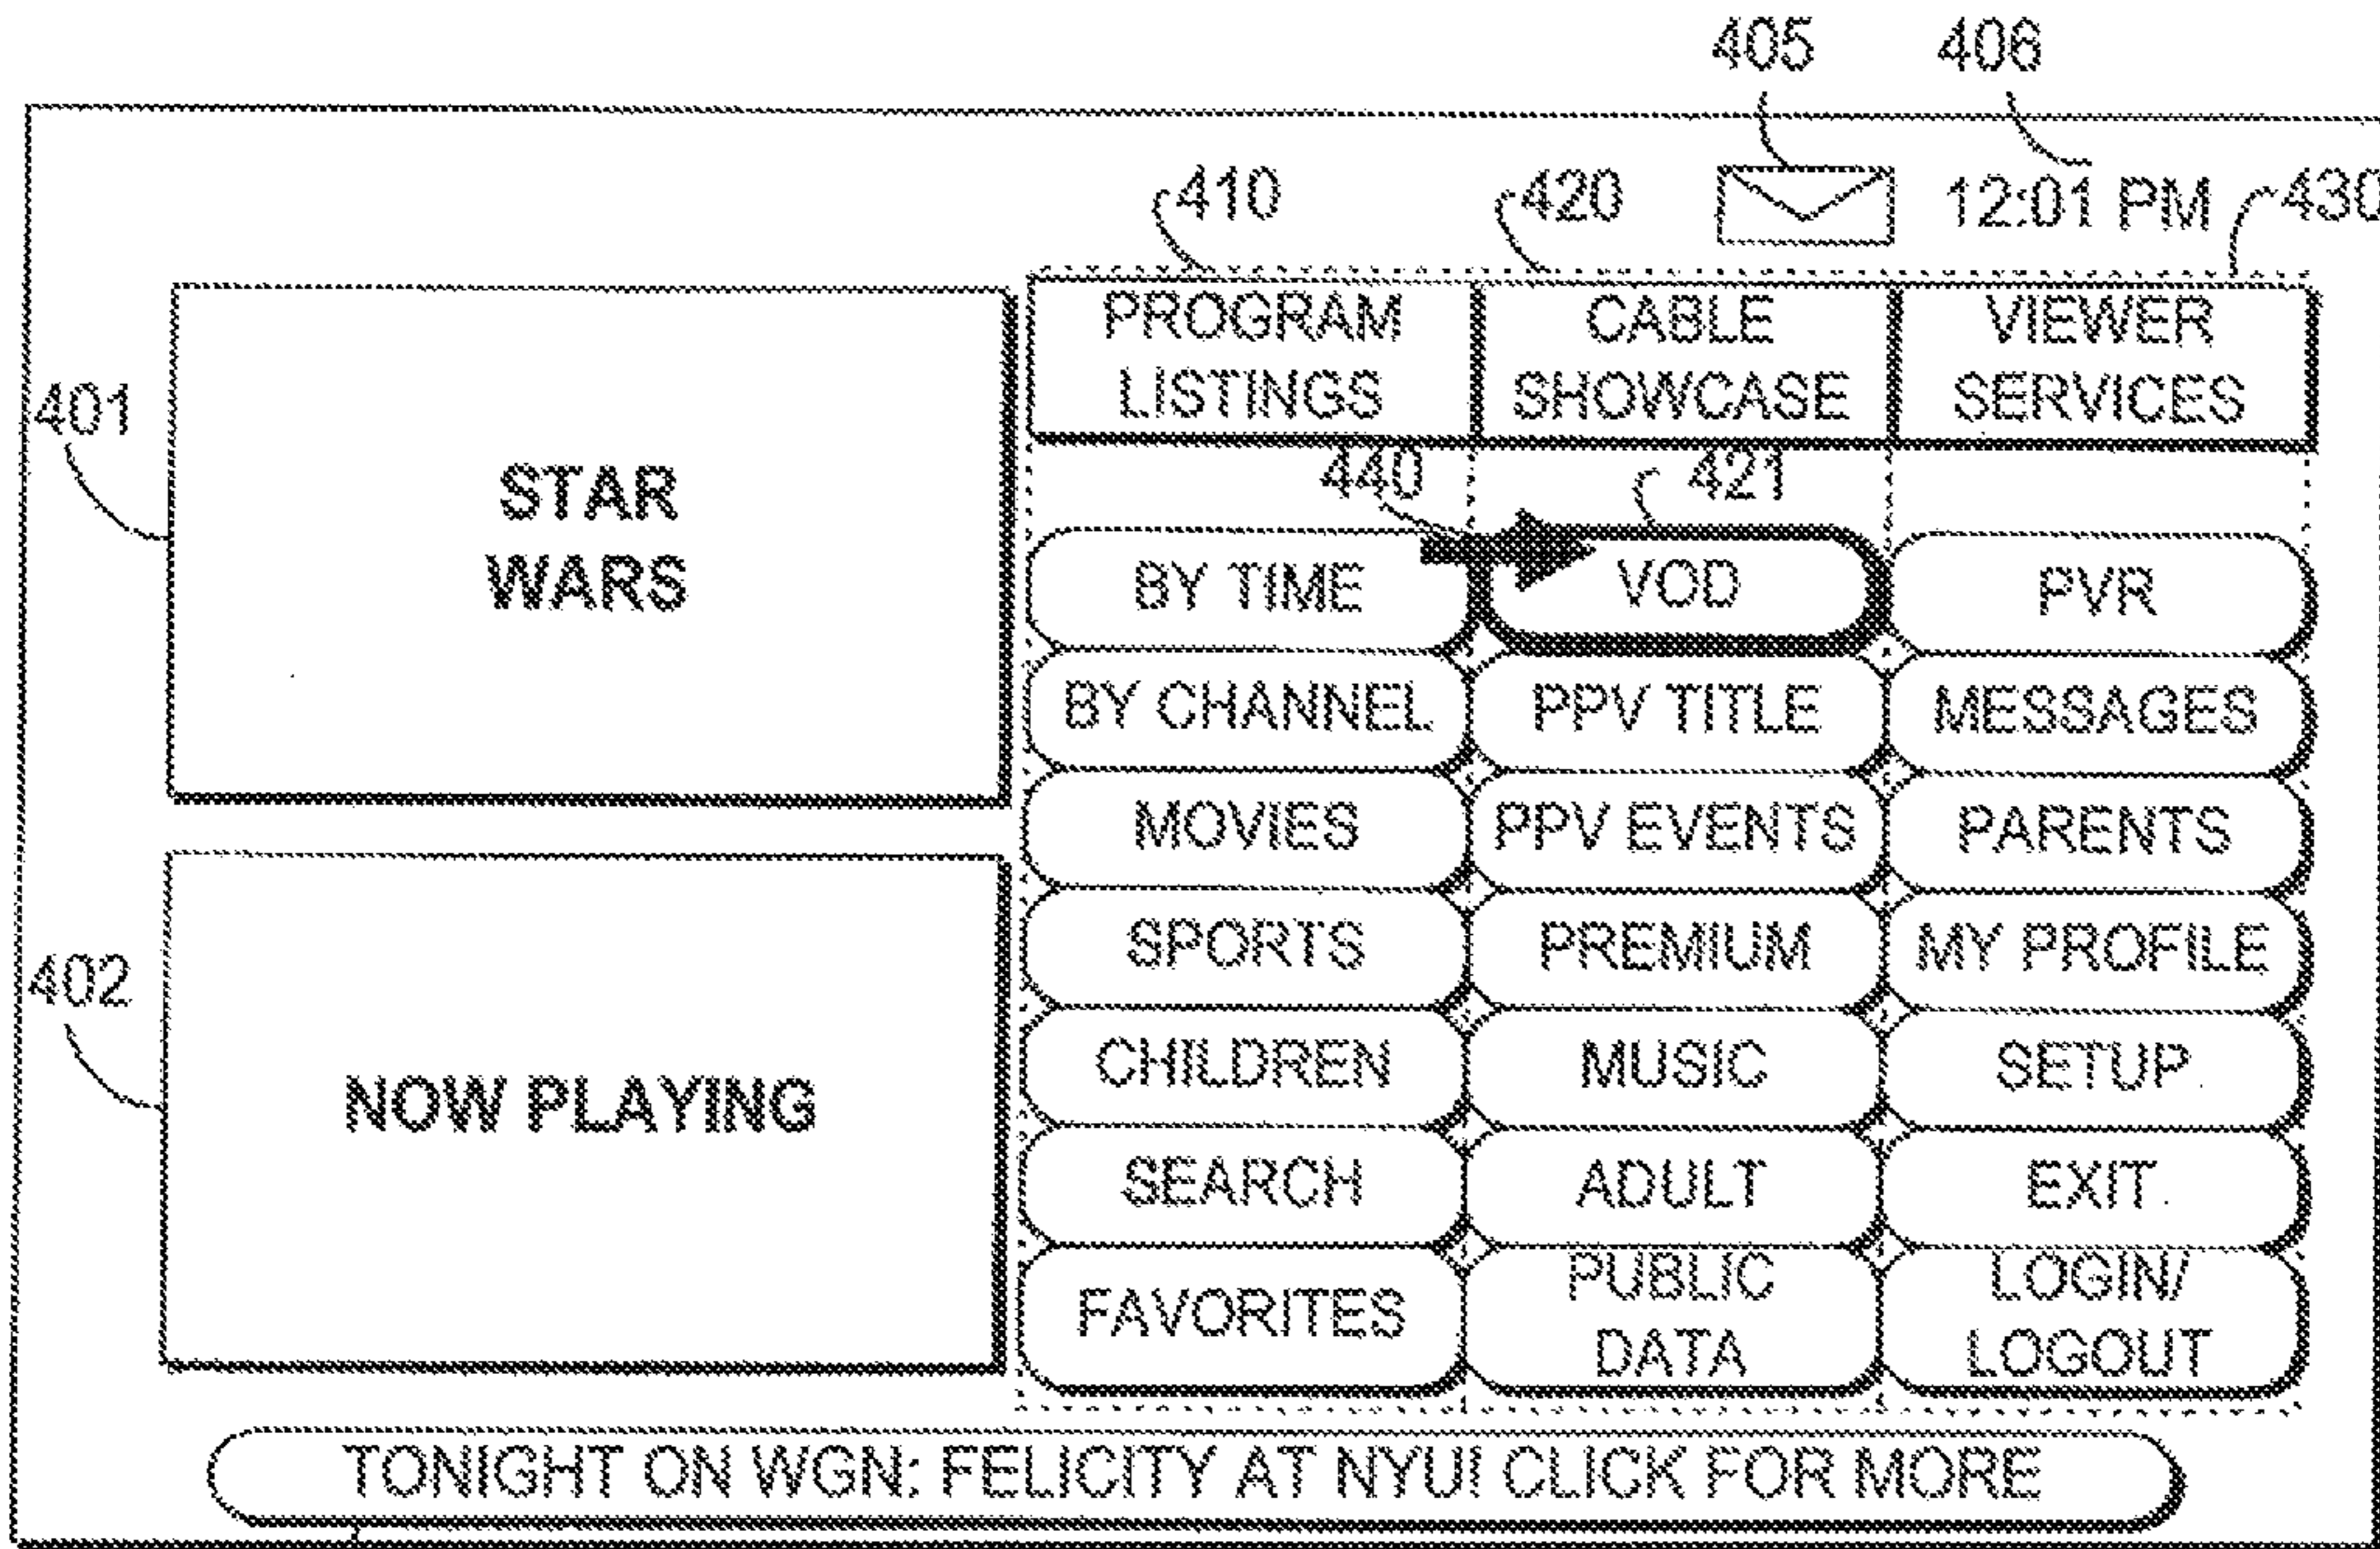 405 406
410 420 12:01 PM 430
PROGRAM LISTINGS CABLE SHOWCASE VIEWER SERVICES
401
STAR
WARS
440 421
BY TIME VOD PVR
BY CHANNEL PPV TITLE MESSAGES
MOVIES PPV EVENTS PARENTS
402
NOW PLAYING
SPORTS PREMIUM MY PROFILE
CHILDREN MUSIC SETUP
SEARCH ADULT EXIT
FAVORITES PUBLIC DATA LOGIN/ LOGOUT
TONIGHT ON WGN: FELICITY AT NYU! CLICK FOR MORE